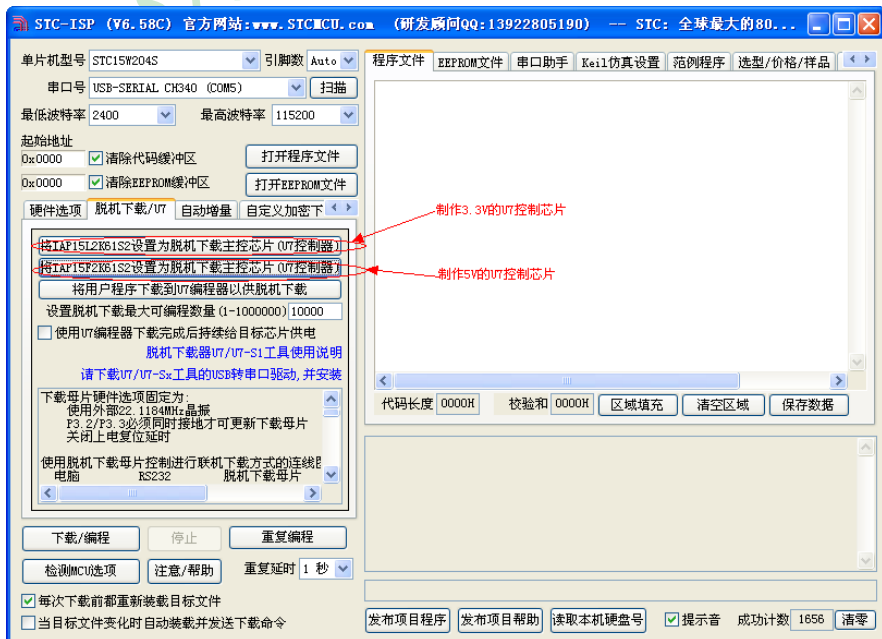 STC-ISP (V6.58C) 官方网站:www.STCMCU.com (研发顾问QQ:13922805190) -- STC: 全球最大的80...
单片机型号 STC15W204S 引脚数 Auto
串口号 USB-SERIAL CH340 (COM5) 扫描
最低波特率 2400 最高波特率 115200
起始地址
0x0000 清除代码缓冲区 打开程序文件
0x0000 清除EEPROM缓冲区 打开EEPROM文件
硬件选项 脱机下载/U7 自动增量 自定义加密下
将IAP15L2K61S2设置为脱机下载主控芯片(U7控制器)
将IAP15F2K61S2设置为脱机下载主控芯片(U7控制器)
将用户程序下载到U7编程器以供脱机下载
设置脱机下载最大可编程数量(1-1000000) 10000
使用U7编程器下载完成后持续给目标芯片供电
脱机下载器U7/U7-S1工具使用说明
请下载U7/U7-Sx工具的USB转串口驱动,并安装
下载母片硬件选项固定为:
使用外部22.1184MHz晶振
P3.2/P3.3必须同时接地才可更新下载母片
关闭上电复位延时
使用脱机下载母片控制进行联机下载方式的连线
电脑 RS232 脱机下载母片
下载/编程 停止 重复编程
检测MCU选项 注意/帮助 重复延时 1 秒
每次下载前都重新装载目标文件
当目标文件变化时自动装载并发送下载命令
程序文件 EEPROM文件 串口助手 Keil仿真设置 范例程序 选型/价格/样品
制作3.3V的U7控制芯片
制作5V的U7控制芯片
代码长度 0000H 校验和 0000H 区域填充 清空区域 保存数据
发布项目程序 发布项目帮助 读取本机硬盘号 提示音 成功计数 1656 清零